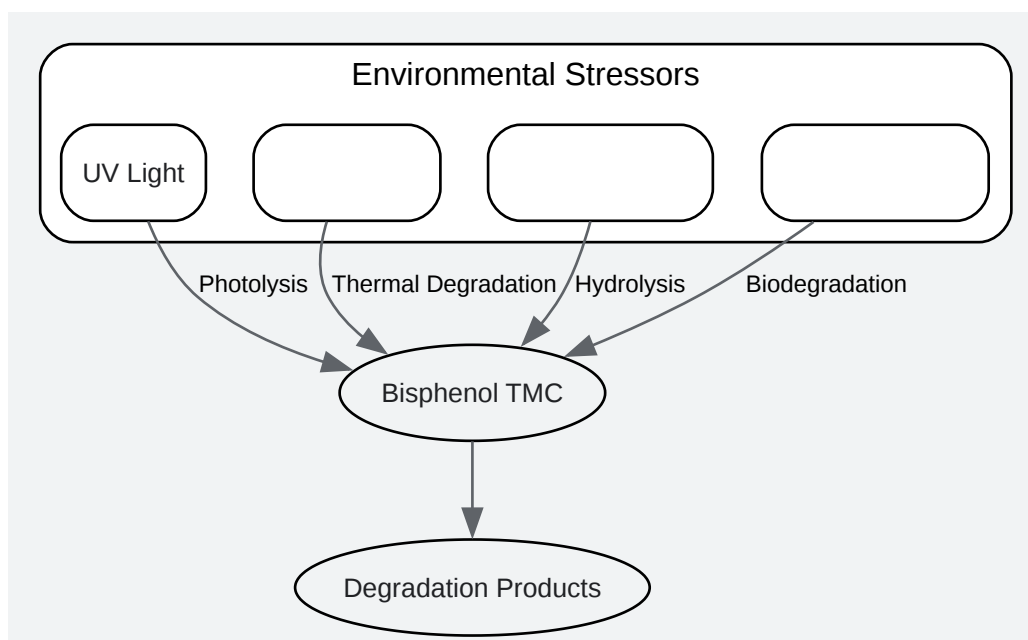 Environmental Stressors
UV Light
Photolysis
Thermal Degradation
Hydrolysis
Biodegradation
Bisphenol TMC
Degradation Products